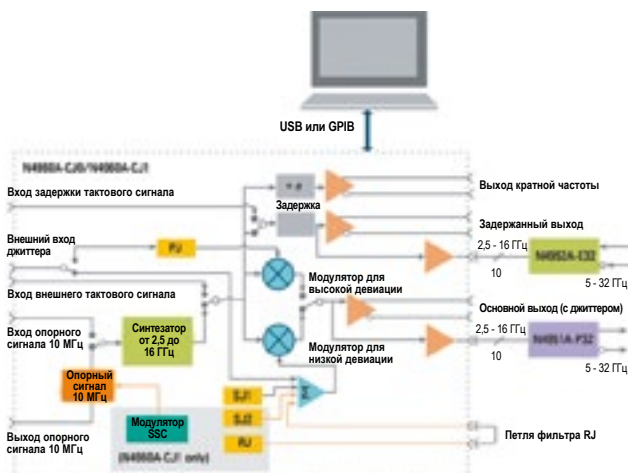 USB или GPIB
N4960A-CJ0/N4960A-CJ1
Вход задержки тактового сигнала
Выход кратной частоты
Задержка
Задержанный выход
Внешний вход
джиттера
PJ
2,5 - 16 ГГц
10
N4952A-E32
5 - 32 ГГц
Модулятор для
высокой девиации
Вход внешнего тактового сигнала
Основной выход (с джиттером)
Вход опорного
сигнала 10 МГц
Синтезатор
от 2,5 до
16 ГГц
Модулятор для
низкой девиации
2,5 - 16 ГГц
10
N4951A-P32
5 - 32 ГГц
Опорный
сигнал
10 МГц
SJ1
SJ2
RJ
Модулятор
SSC
Выход опорного
сигнала 10 МГц
(N4960A-CJ1 only)
Петля фильтра RJ